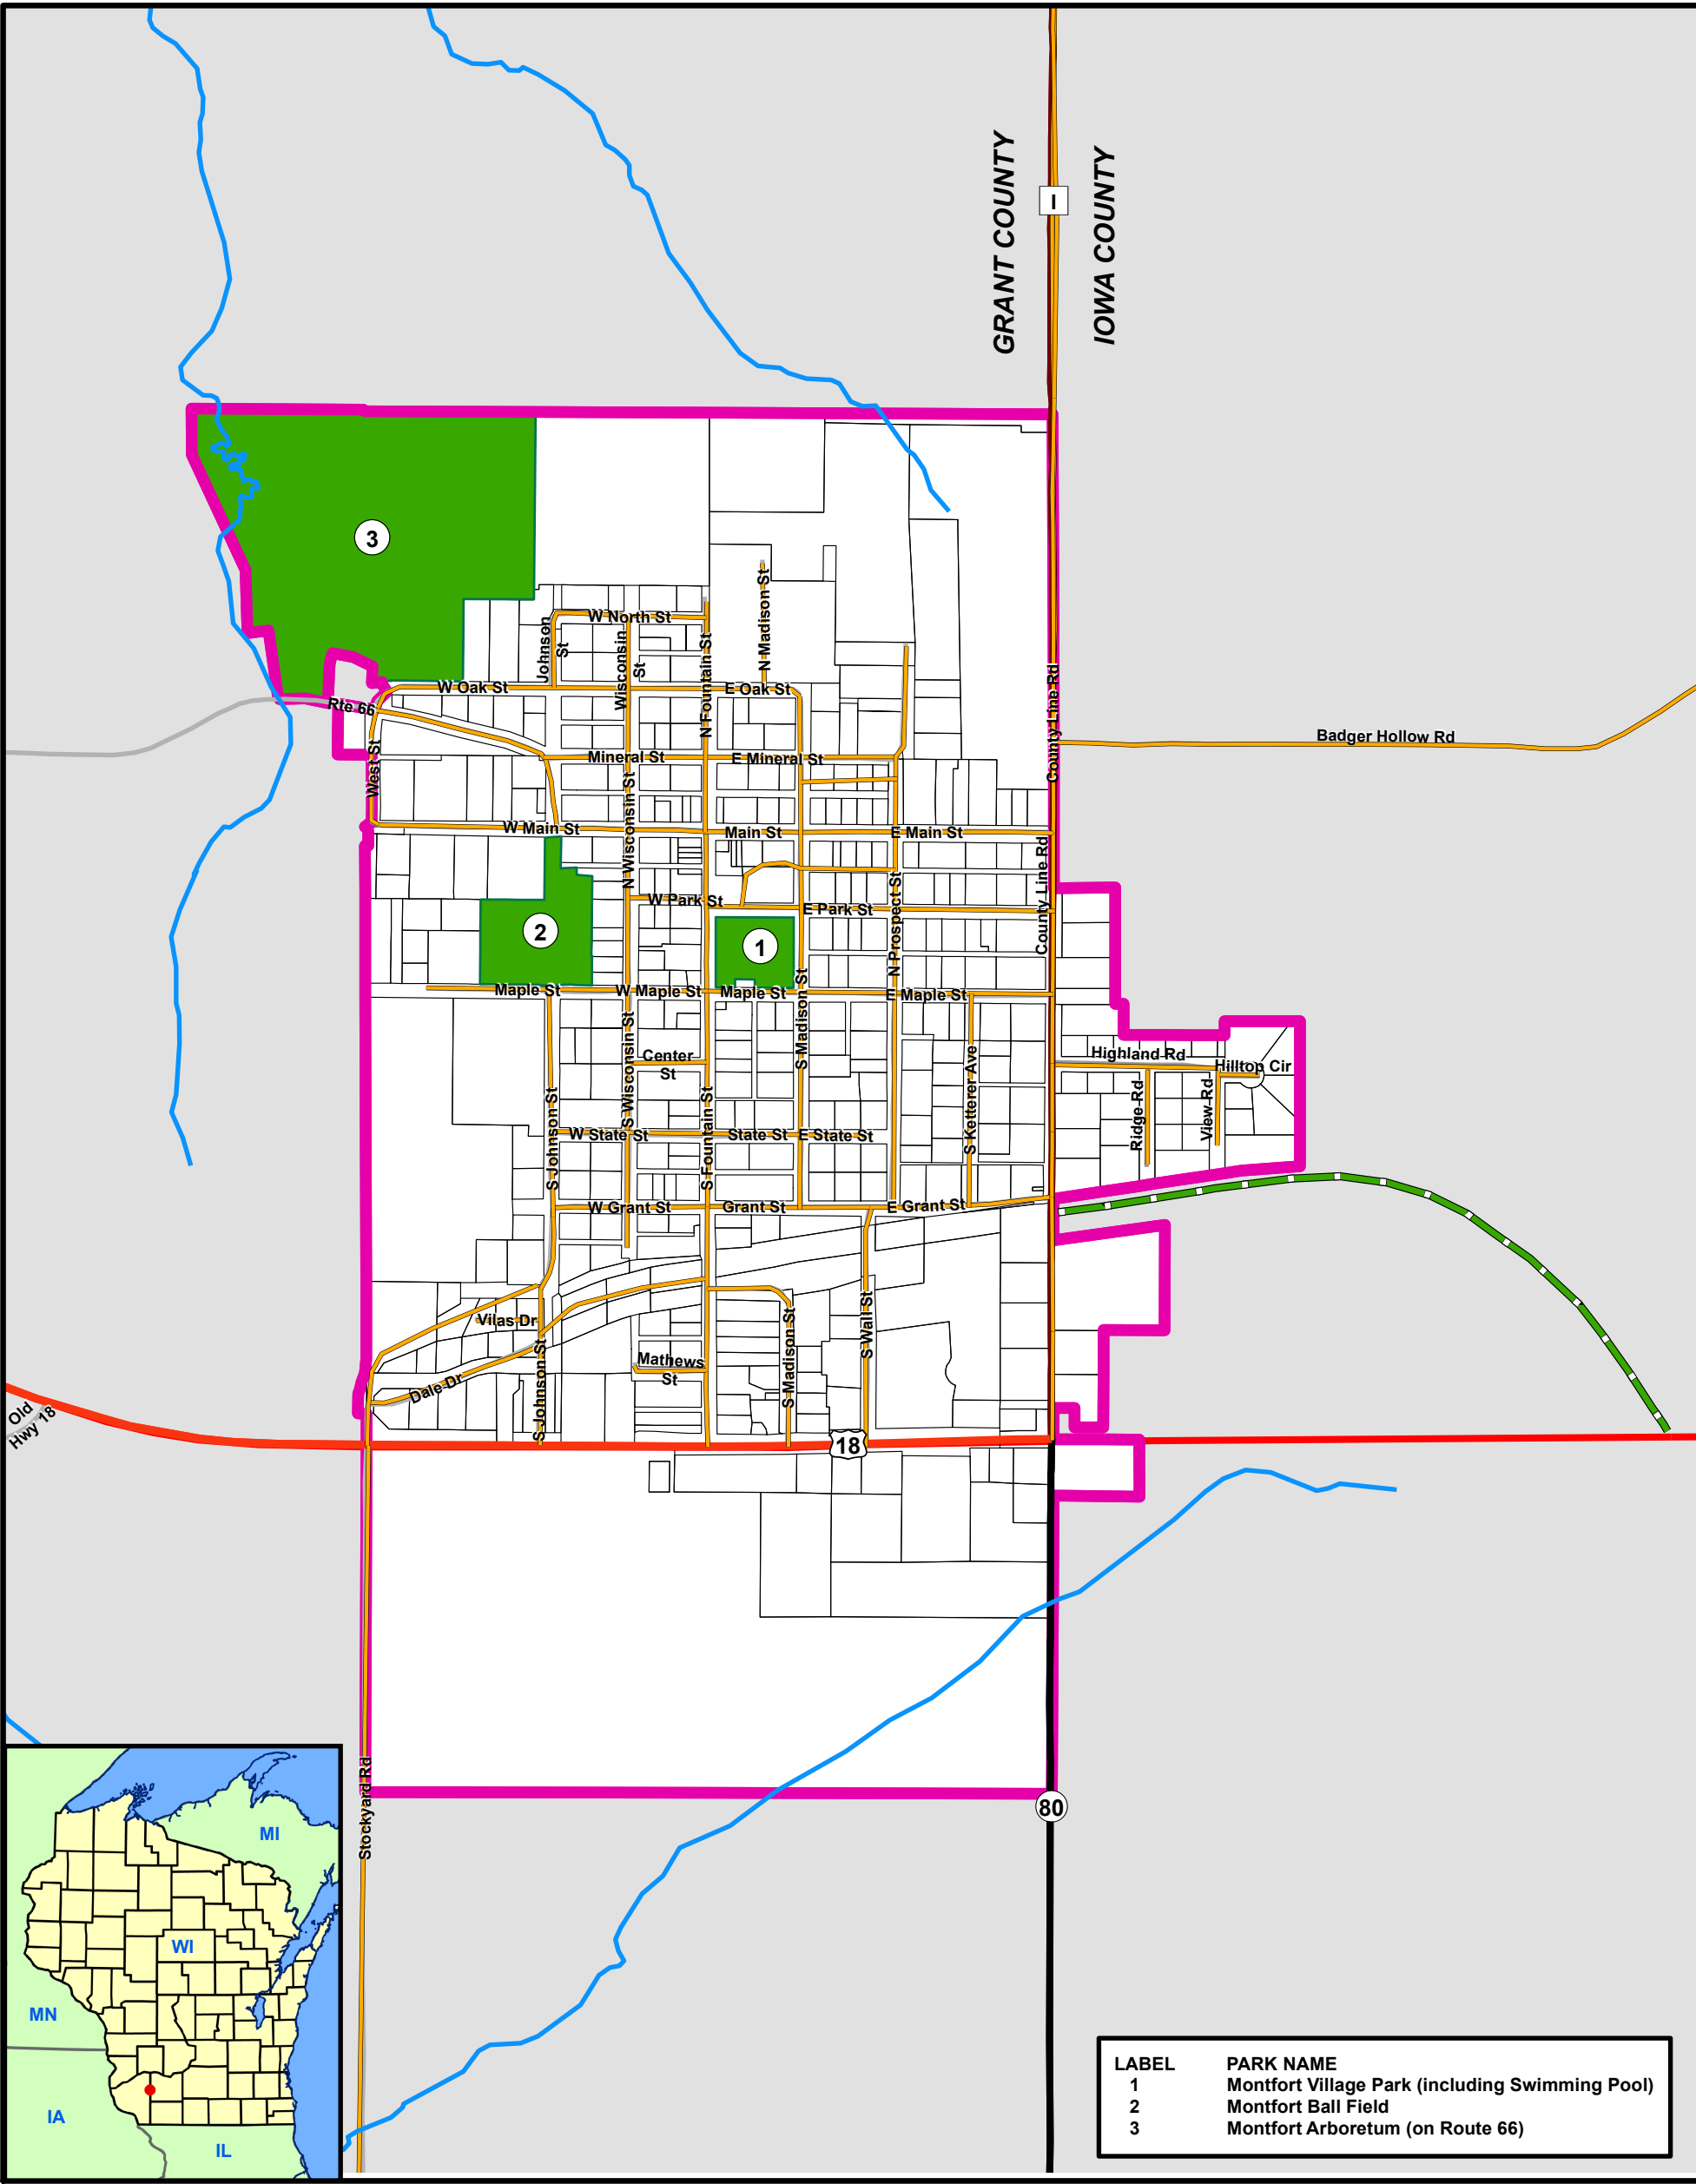 GRANT COUNTY
IOWA COUNTY
I
3
W North St
Johnson
St
Wisconsin
St
N Fountain St
N Madison St
W Oak St
E Oak St
Rte 66
County Line Rd
Badger Hollow Rd
West St
Mineral St
E Mineral St
N Wisconsin St
W Main St
Main St
E Main St
W Park St
E Park St
N Prospect St
County Line Rd
2
1
Maple St
W Maple St
Maple St
E Maple St
S Madison St
S Wisconsin St
Center
St
S Ketterer Ave
Highland Rd
Hilltop Cir
Ridge Rd
View Rd
S Johnson St
W State St
State St
E State St
S Fountain St
W Grant St
Grant St
E Grant St
Vilas Dr
S Wall St
S Madison St
Mathews
St
Dale Dr
S Johnson St
Old
Hwy 18
18
Stockyard Rd
80
MI
WI
MN
IA
IL
LABEL PARK NAME
1 Montfort Village Park (including Swimming Pool)
2 Montfort Ball Field
3 Montfort Arboretum (on Route 66)